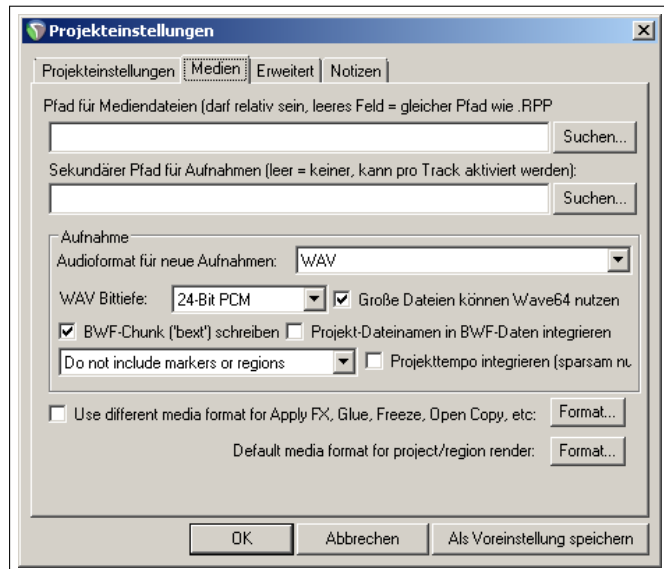 Projekteinstellungen
Projekteinstellungen Medien Erweitert Notizen
Pfad für Mediendateien (darf relativ sein, leeres Feld = gleicher Pfad wie .RPP
Suchen...
Sekundärer Pfad für Aufnahmen (leer = keiner, kann pro Track aktiviert werden):
Suchen...
Aufnahme
Audioformat für neue Aufnahmen: WAV
WAV Bittiefe: 24-Bit PCM Große Dateien können Wave64 nutzen
BWF-Chunk ('bext') schreiben Projekt-Dateinamen in BWF-Daten integrieren
Do not include markers or regions Projekttempo integrieren (sparsam nu
Use different media format for Apply FX, Glue, Freeze, Open Copy, etc: Format...
Default media format for project/region render: Format...
OK Abbrechen Als Voreinstellung speichern